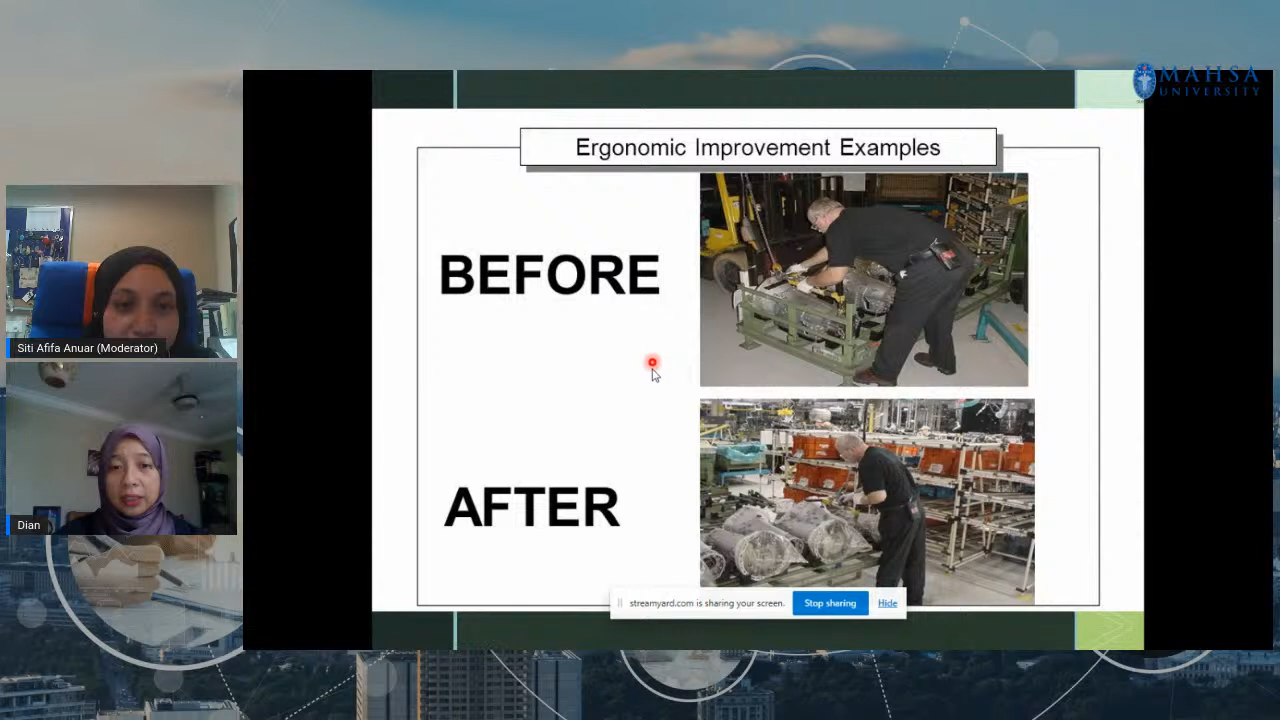 MAHSA
UNIVERSITY
Ergonomic Improvement Examples
BEFORE
Siti Afifa Anuar (Moderator)
Dian
AFTER
streamyard.com is sharing your screen.
Stop sharing
Hide